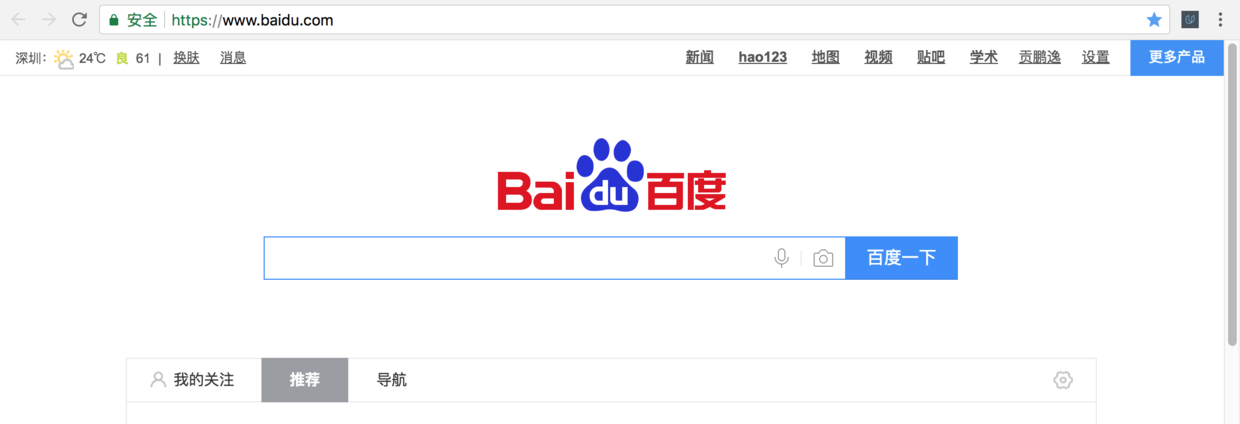 安全 https://www.baidu.com
深圳: 24℃ 良 61 | 换肤 消息 新闻 hao123 地图 视频 贴吧 学术 贡鹏逸 设置 更多产品
Bai du 百度
百度一下
我的关注 推荐 导航